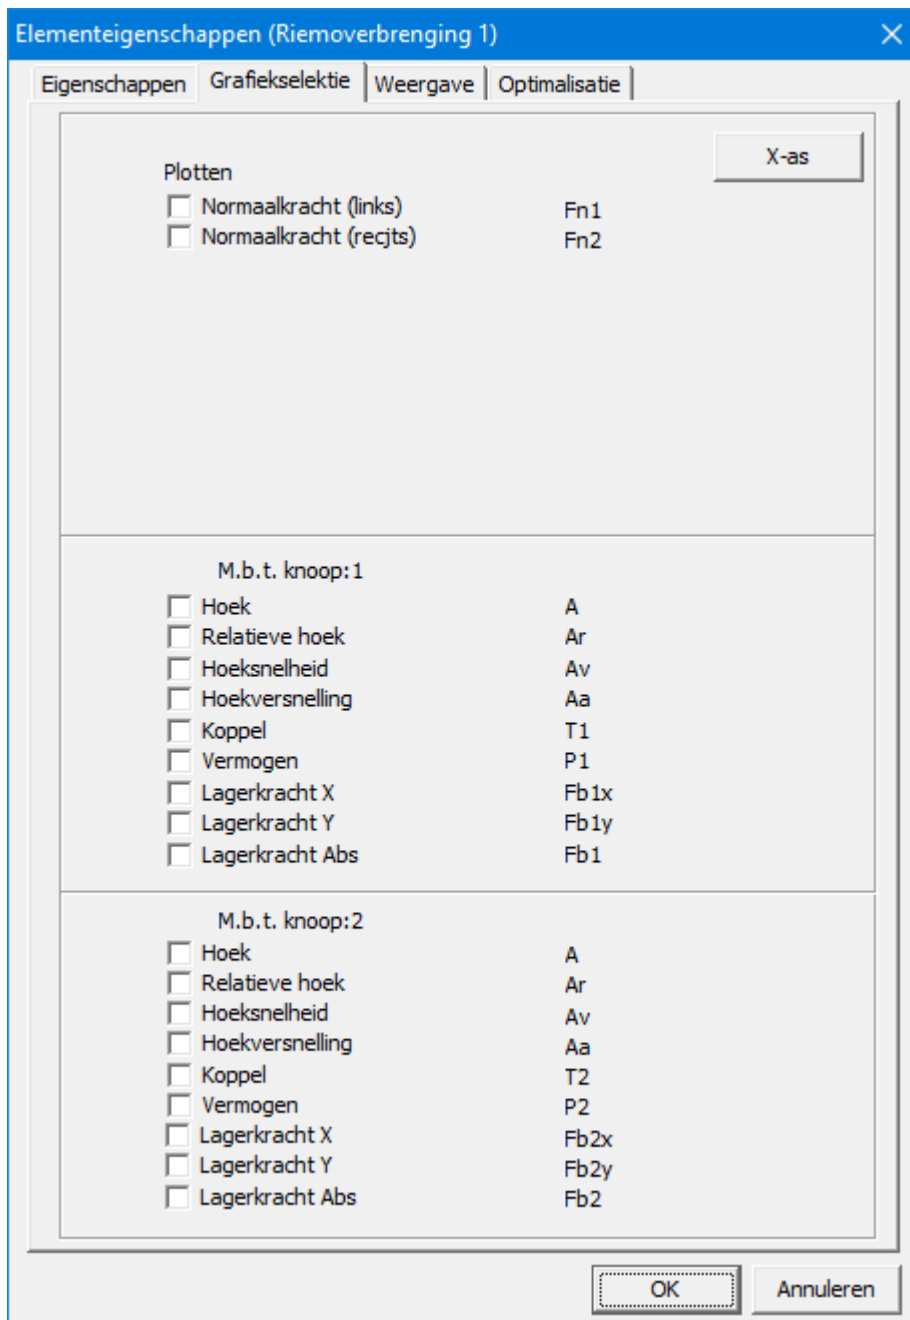 Elementeigenschappen (Riemoverbrenging 1)
Eigenschappen Grafiekselektie Weergave Optimalisatie
X-as
Plotten
Normaalkracht (links) Fn1
Normaalkracht (recjts) Fn2
M.b.t. knoop:1
Hoek A
Relatieve hoek Ar
Hoeksnelheid Av
Hoekversnelling Aa
Koppel T1
Vermogen P1
Lagerkracht X Fb1x
Lagerkracht Y Fb1y
Lagerkracht Abs Fb1
M.b.t. knoop:2
Hoek A
Relatieve hoek Ar
Hoeksnelheid Av
Hoekversnelling Aa
Koppel T2
Vermogen P2
Lagerkracht X Fb2x
Lagerkracht Y Fb2y
Lagerkracht Abs Fb2
OK Annuleren